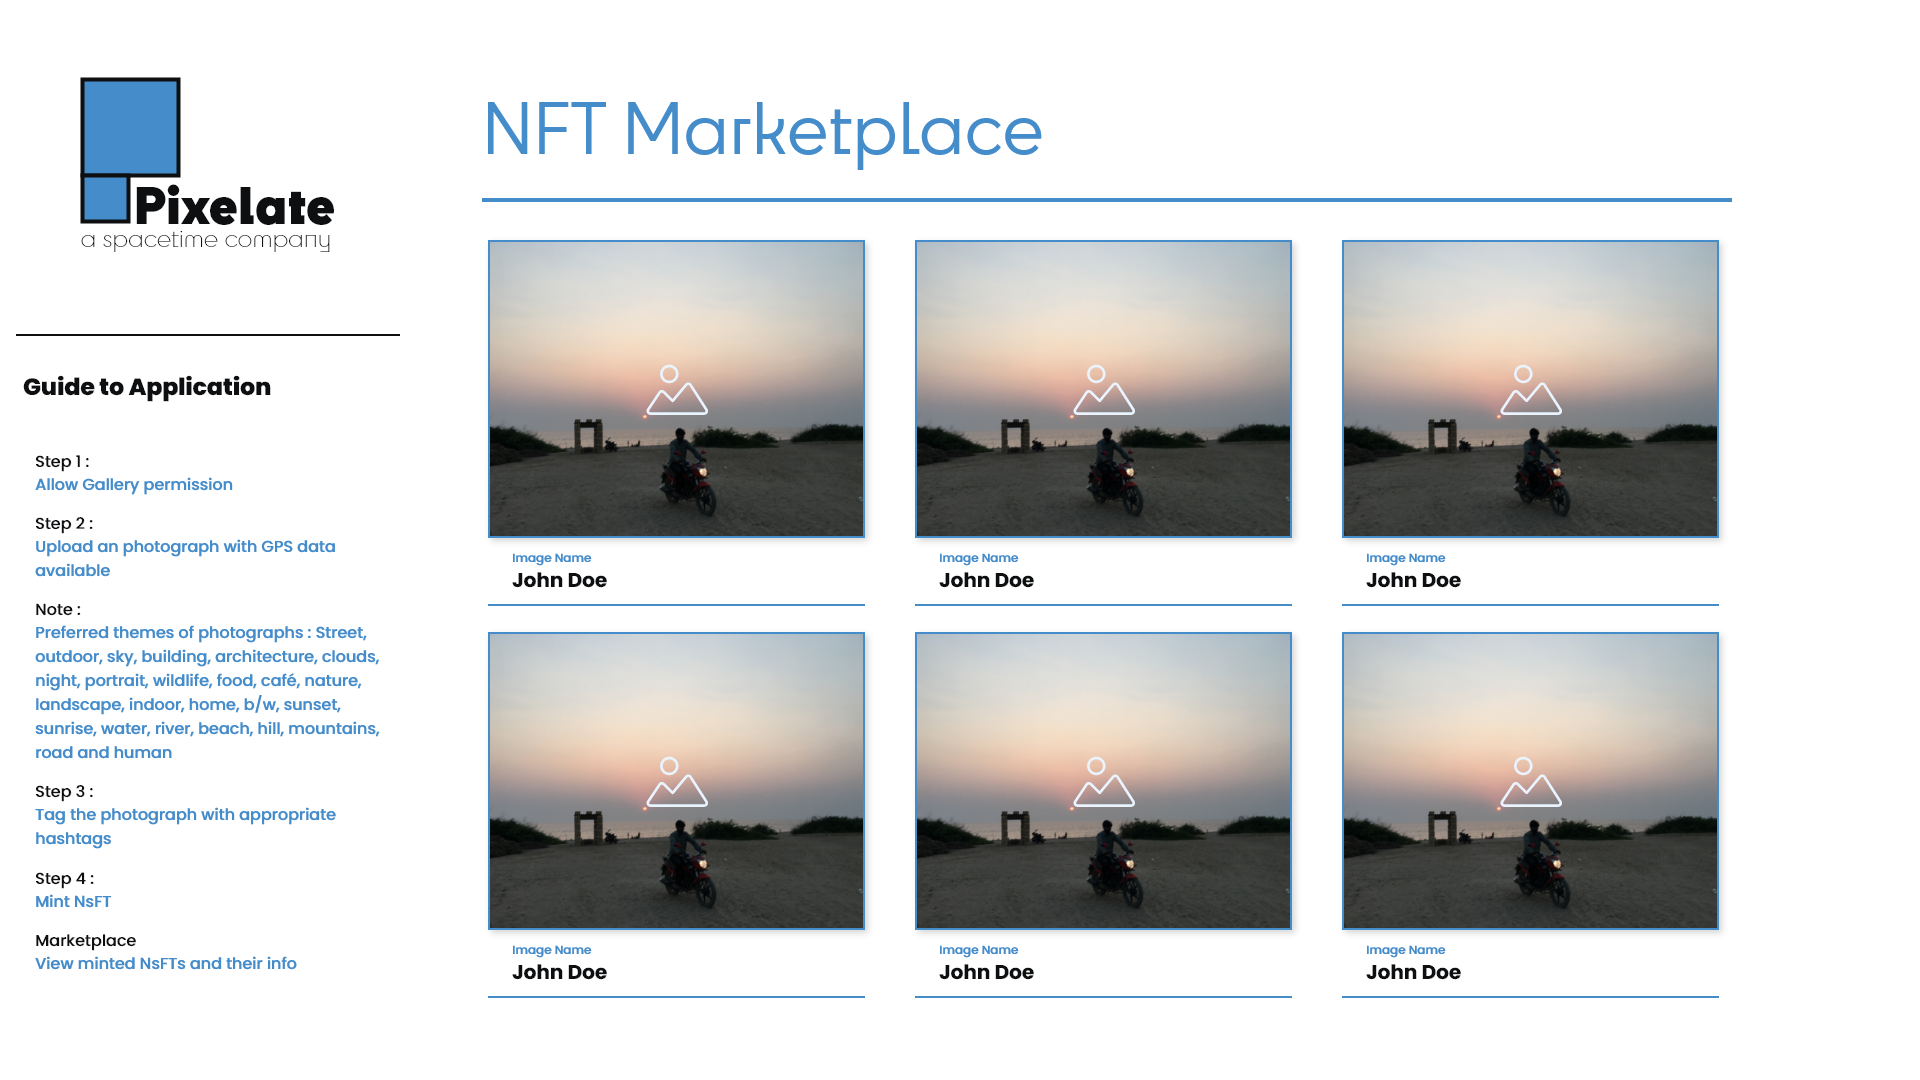 Pixelate
a spacetime company
Guide to Application
Step 1 :
Allow Gallery permission
Step 2 :
Upload an photograph with GPS data
available
Note :
Preferred themes of photographs : Street,
outdoor, sky, building, architecture, clouds,
night, portrait, wildlife, food, café, nature,
landscape, indoor, home, b/w, sunset,
sunrise, water, river, beach, hill, mountains,
road and human
Step 3 :
Tag the photograph with appropriate
hashtags
Step 4 :
Mint NsFT
Marketplace
View minted NsFTs and their info
NFT Marketplace
Image Name
John Doe
Image Name
John Doe
Image Name
John Doe
Image Name
John Doe
Image Name
John Doe
Image Name
John Doe